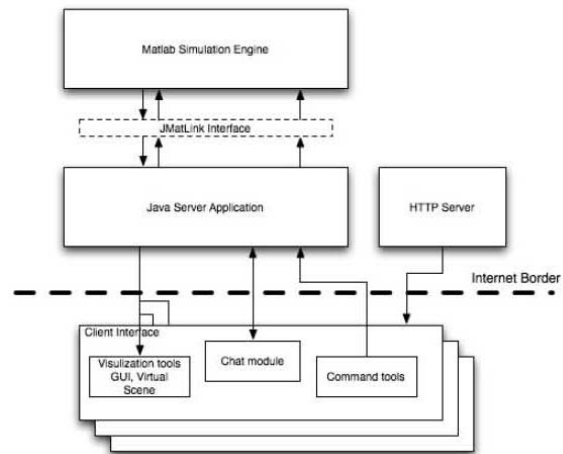 Matlab Simulation Engine
JMatLink Interface
Java Server Application
HTTP Server
Internet Border
Client Interface
Visulization tools
GUI, Virtual
Scene
Chat module
Command tools